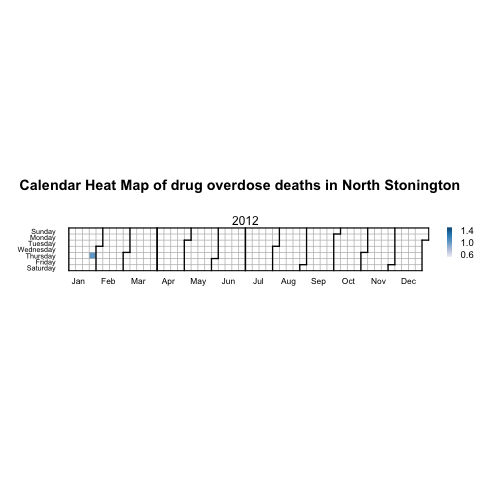 Calendar Heat Map of drug overdose deaths in North Stonington
2012
Sunday
Monday
Tuesday
Wednesday
Thursday
Friday
Saturday
Jan Feb Mar Apr May Jun Jul Aug Sep Oct Nov Dec
1.4
1.0
0.6